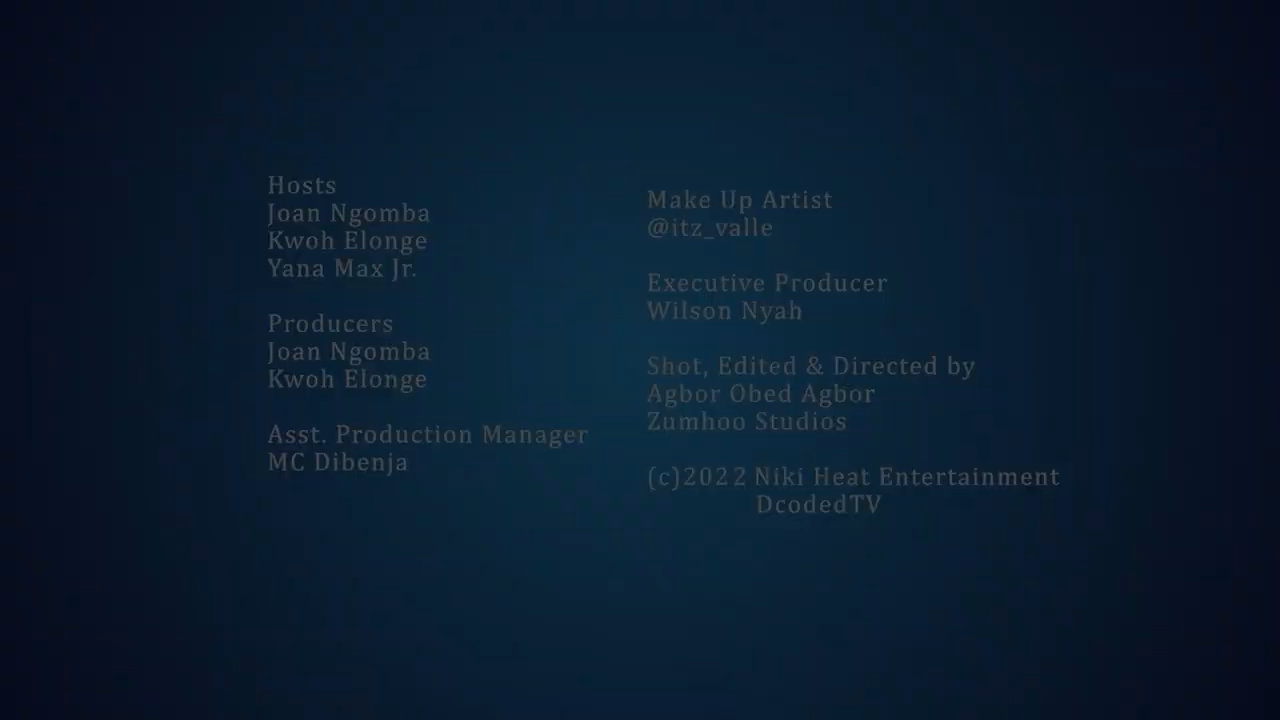 Hosts
Joan Ngomba
Kwoh Elonge
Yana Max Jr.
Producers
Joan Ngomba
Kwoh Elonge
Asst. Production Manager
MC Dibenja
Make Up Artist
@itz_valle
Executive Producer
Wilson Nyah
Shot, Edited & Directed by
Agbor Obed Agbor
Zumhoo Studios
(c)2022 Niki Heat Entertainment
DcodedTV